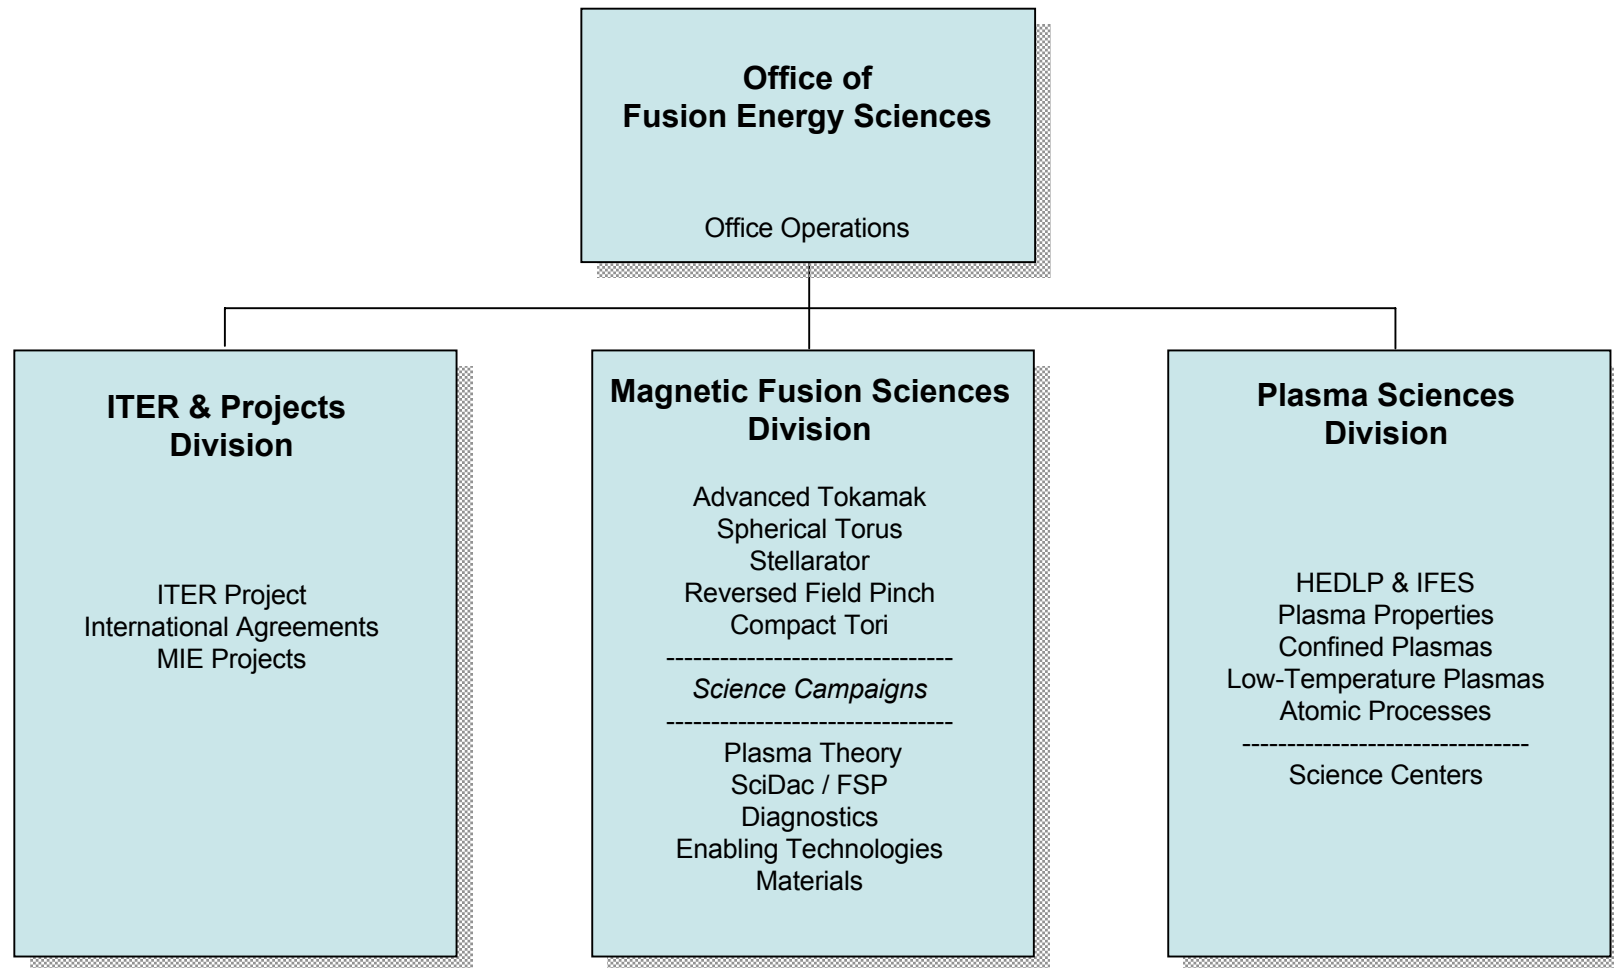 Office of
Fusion Energy Sciences
Office Operations
ITER & Projects
Division
ITER Project
International Agreements
MIE Projects
Magnetic Fusion Sciences
Division
Advanced Tokamak
Spherical Torus
Stellarator
Reversed Field Pinch
Compact Tori
--------------------------------
Science Campaigns
--------------------------------
Plasma Theory
SciDac / FSP
Diagnostics
Enabling Technologies
Materials
Plasma Sciences
Division
HEDLP & IFES
Plasma Properties
Confined Plasmas
Low-Temperature Plasmas
Atomic Processes
--------------------------------
Science Centers